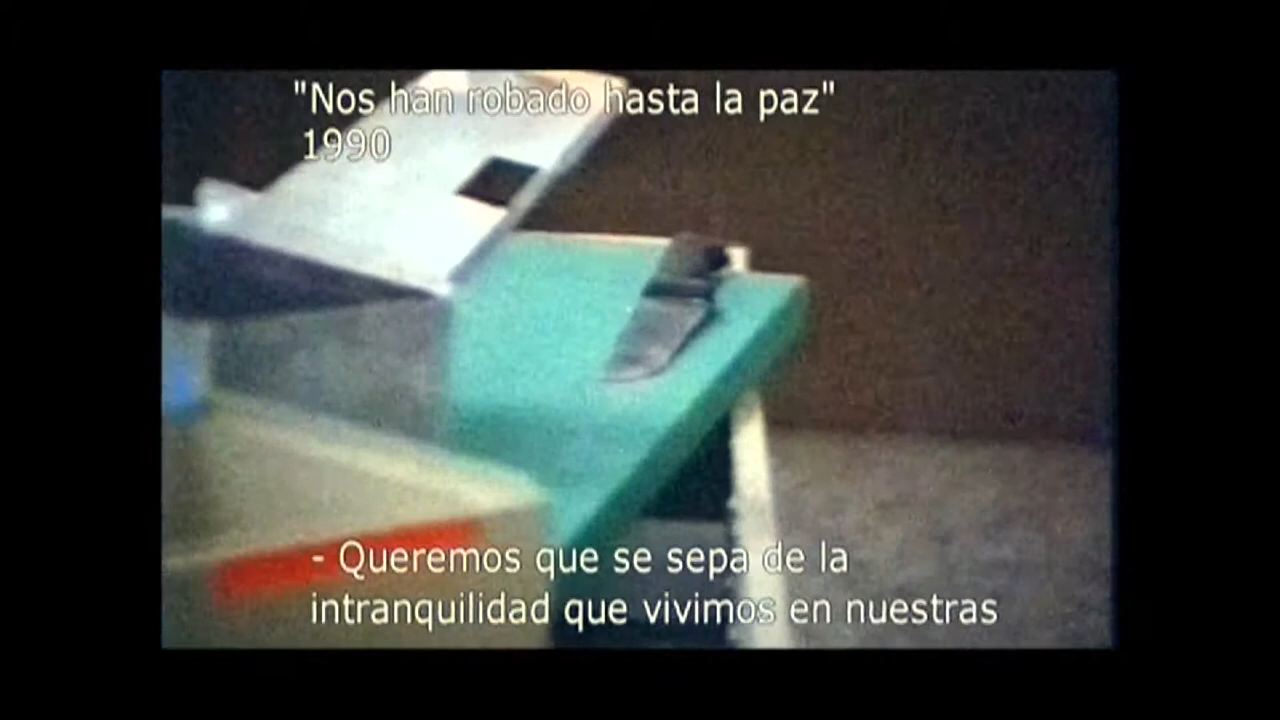 "Nos han robado hasta la paz"
1990
- Queremos que se sepa de la
intranquilidad que vivimos en nuestras